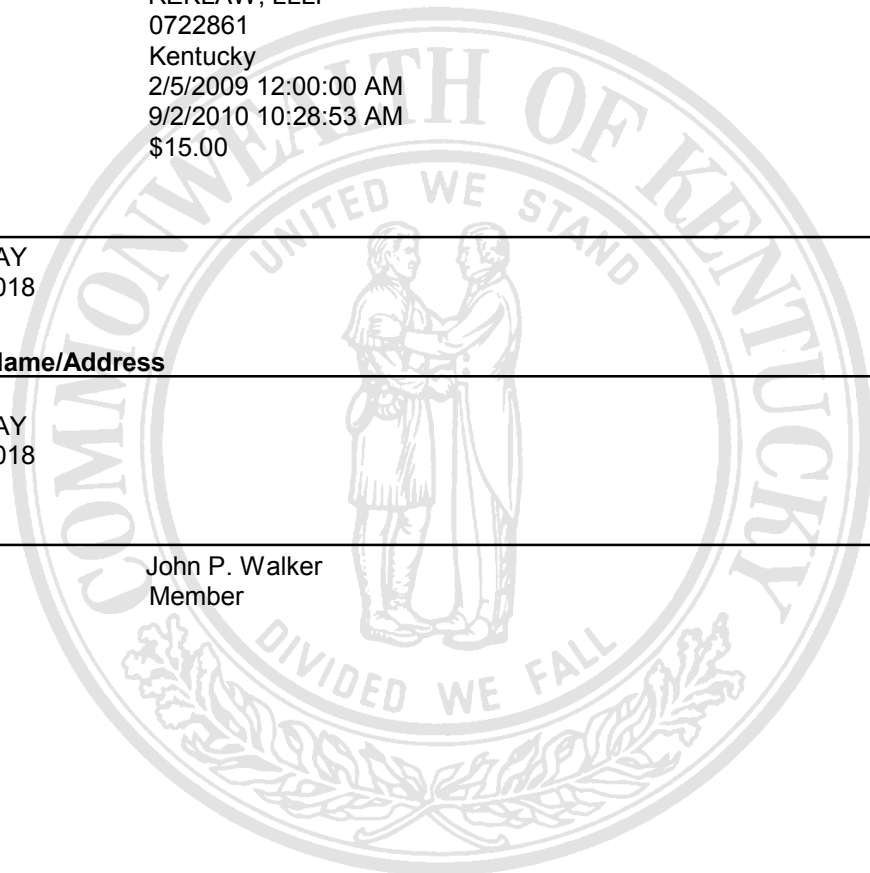 0722861
Kentucky
2/5/2009 12:00:00 AM
9/2/2010 10:28:53 AM
$15.00
COMMONWEALTH OF KENTUCKY
UNITED WE STAND
AY
018
ame/Address
AY
018
John P. Walker
Member
DIVIDED WE FALL